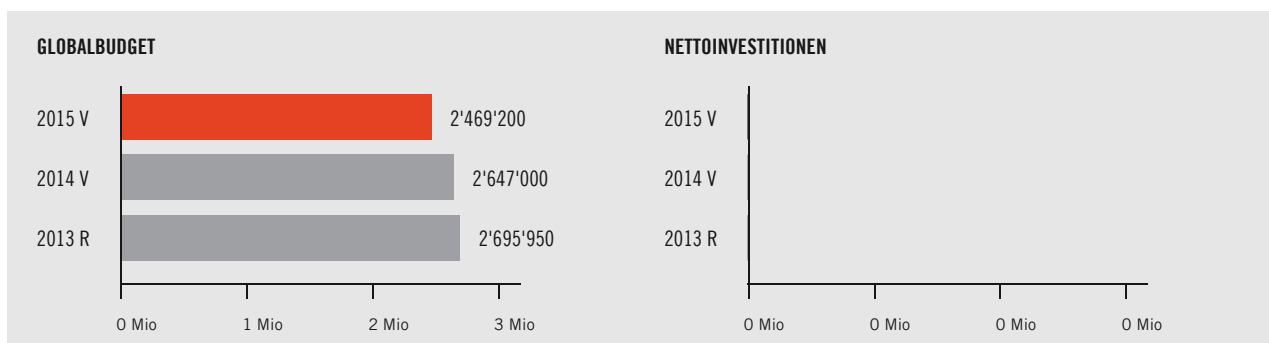 GLOBALBUDGET
2015 V 2'469'200
2014 V 2'647'000
2013 R 2'695'950
0 Mio 1 Mio 2 Mio 3 Mio
NETTOINVESTITIONEN
2015 V
2014 V
2013 R
0 Mio 0 Mio 0 Mio 0 Mio